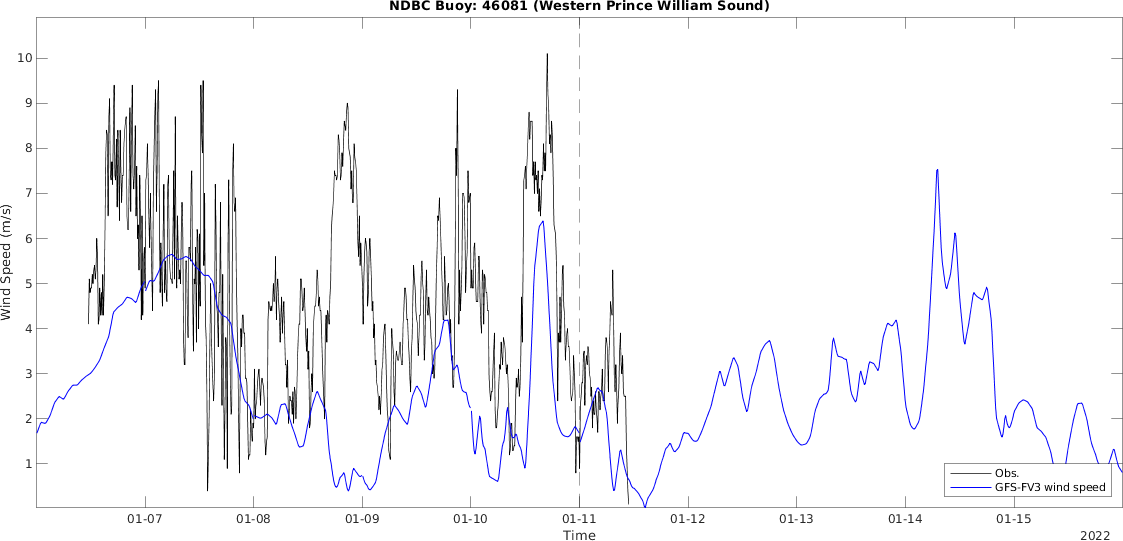 NDBC Buoy: 46081 (Western Prince William Sound)
Wind Speed (m/s)
10
9
8
7
6
5
4
3
2
1
Obs.
GFS-FV3 wind speed
01-07 01-08 01-09 01-10 01-11 01-12 01-13 01-14 01-15
Time
2022